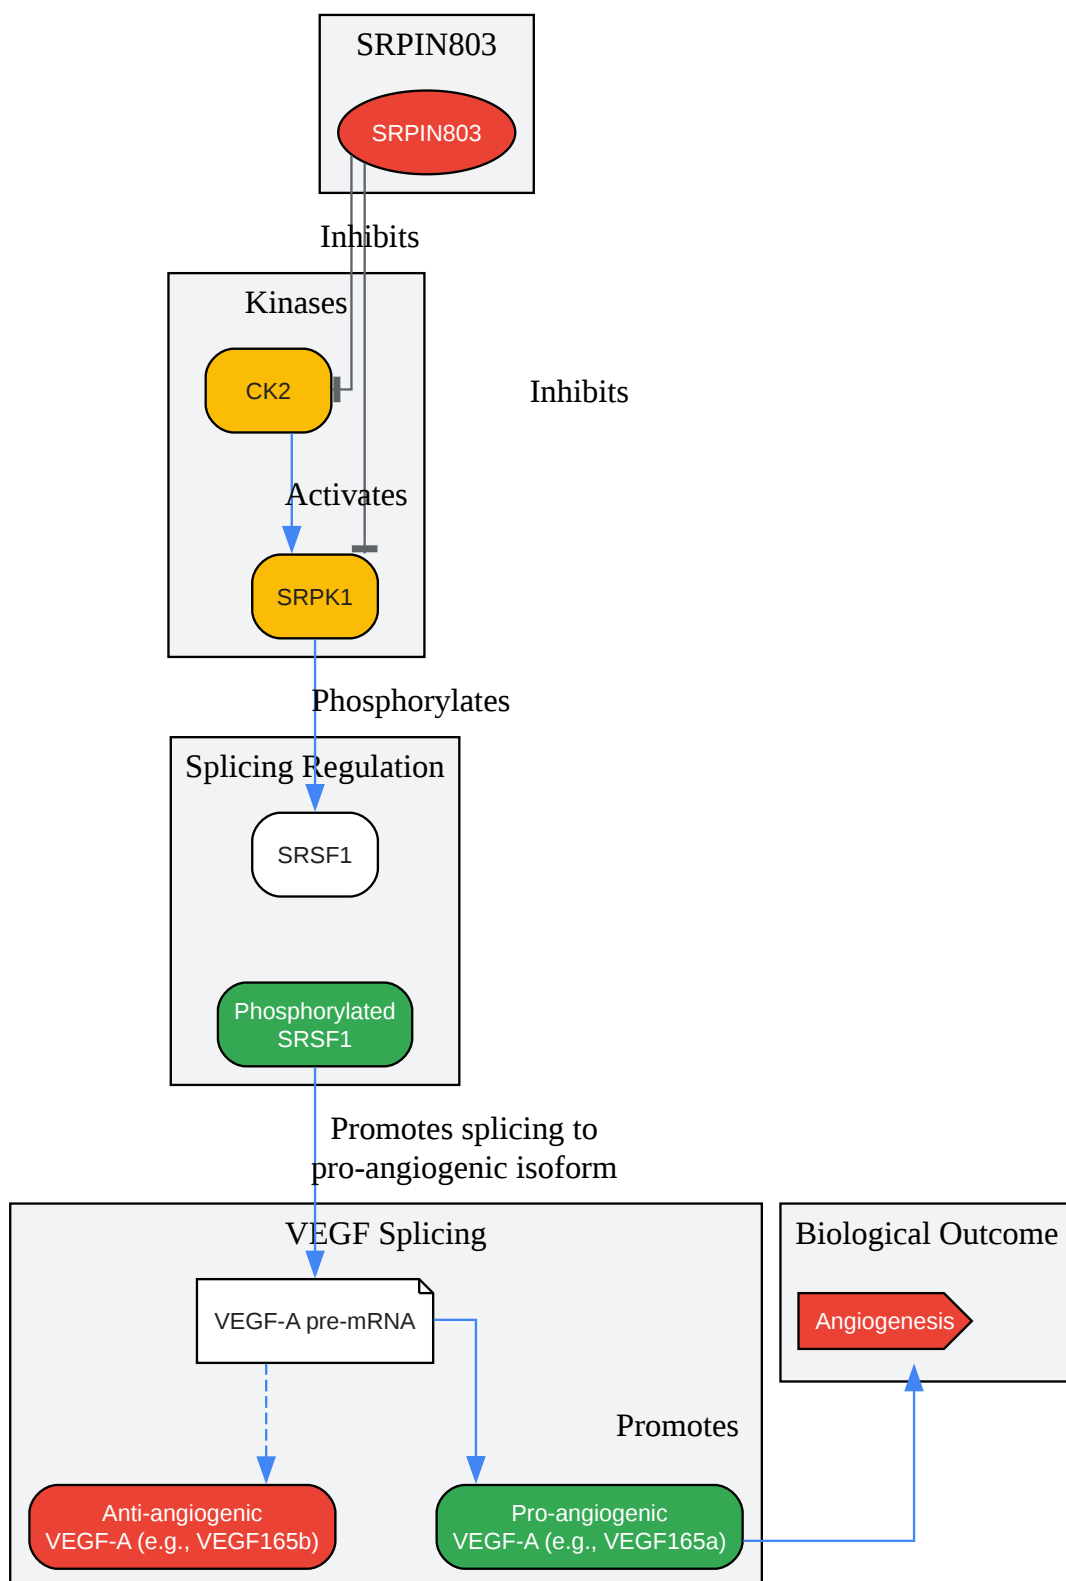 SRPIN803
SRPIN803
Inhibits
Kinases
CK2
Inhibits
Activates
SRPK1
Phosphorylates
Splicing Regulation
SRSF1
Phosphorylated
SRSF1
Promotes splicing to
pro-angiogenic isoform
VEGF Splicing
Biological Outcome
VEGF-A pre-mRNA
Angiogenesis
Promotes
Anti-angiogenic
VEGF-A (e.g., VEGF165b)
Pro-angiogenic
VEGF-A (e.g., VEGF165a)